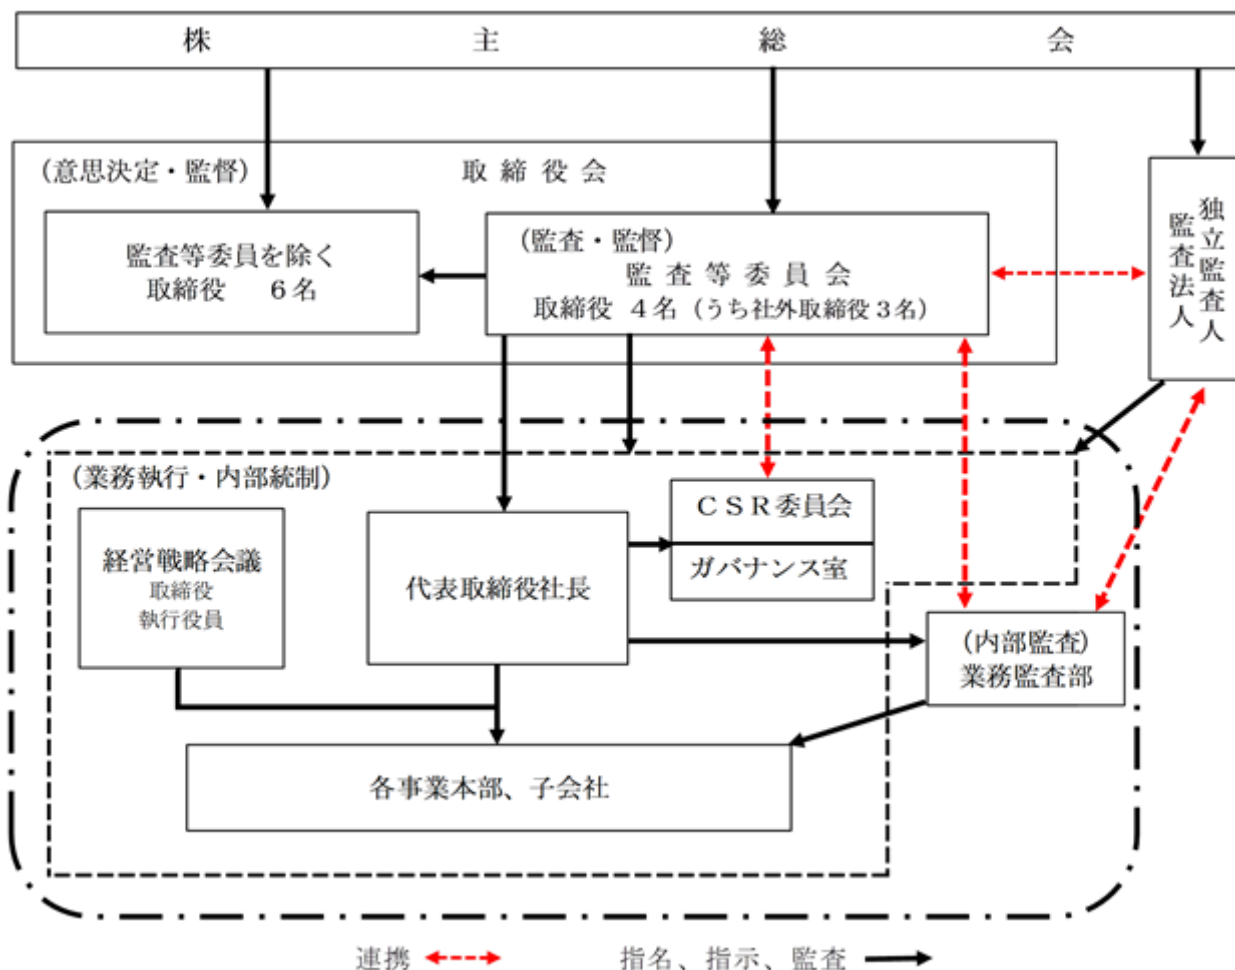 株主総会
(意思決定・監督)
取締役会
監査等委員を除く
取締役 6名
(監査・監督)
監査等委員会
取締役 4名(うち社外取締役3名)
独立監査人
監査法人
(業務執行・内部統制)
経営戦略会議
取締役
執行役員
代表取締役社長
CSR委員会
ガバナンス室
(内部監査)
業務監査部
各事業本部、子会社
連携
指名、指示、監査